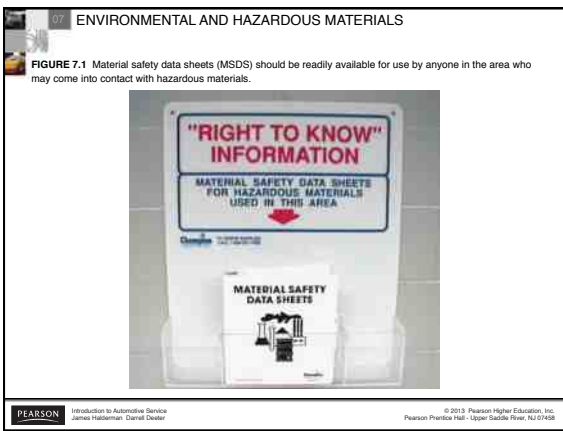 07 ENVIRONMENTAL AND HAZARDOUS MATERIALS
FIGURE 7.1 Material safety data sheets (MSDS) should be readily available for use by anyone in the area who
may come into contact with hazardous materials.
"RIGHT TO KNOW"
INFORMATION
MATERIAL SAFETY DATA SHEETS
FOR HAZARDOUS MATERIALS
USED IN THIS AREA
Champion
MATERIAL SAFETY
DATA SHEETS
PEARSON
Introduction to Automotive Service
James Halderman Darrell Deeter
© 2013 Pearson Higher Education, Inc.
Pearson Prentice Hall - Upper Saddle River, NJ 07458